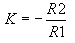 K = - R2/R1